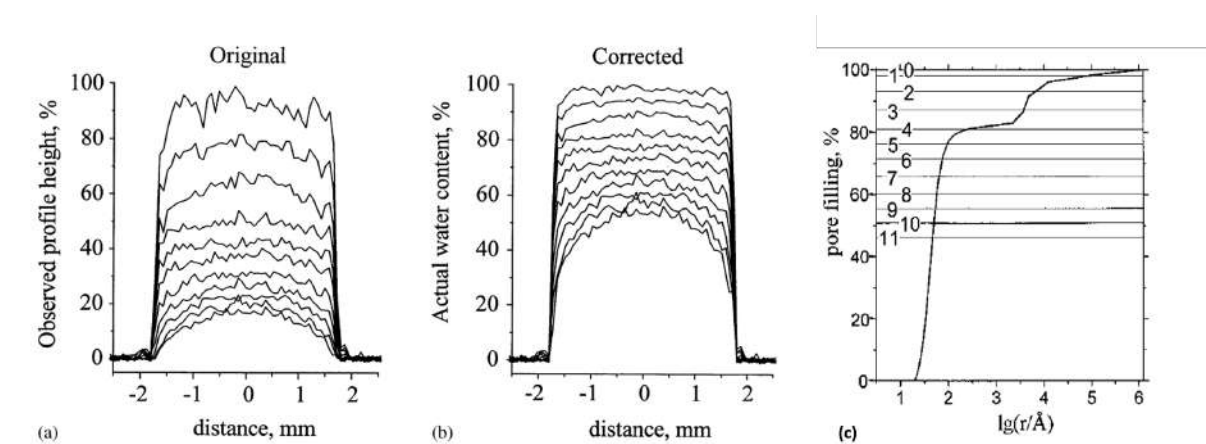 Original
Observed profile height, %
100
80
60
40
20
0
-2 -1 0 1 2
distance, mm
(a)
Corrected
Actual water content, %
100
80
60
40
20
0
-2 -1 0 1 2
distance, mm
(b)
pore filling, %
100
80
60
40
20
0
0
1
2
3
4
5
6
7
8
9
10
11
1 2 3 4 5 6
lg(r/Å)
(c)